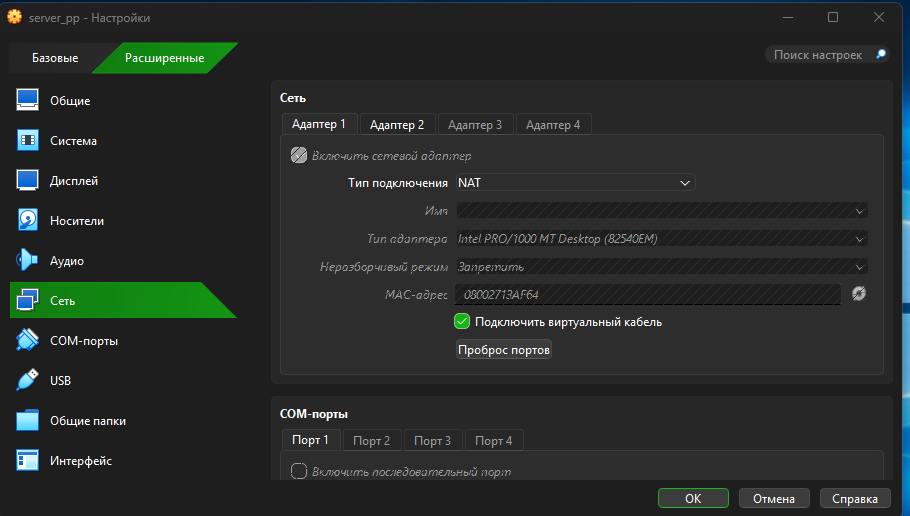 server_pp - Настройки
Базовые
Расширенные
Поиск настроек
Общие
Система
Дисплей
Носители
Аудио
Сеть
COM-порты
USB
Общие папки
Интерфейс
Сеть
Адаптер 1 Адаптер 2 Адаптер 3 Адаптер 4
Включить сетевой адаптер
Тип подключения NAT
Имя
Тип адаптера Intel PRO/1000 MT Desktop (82540EM)
Неразборчивый режим Запретить
MAC-адрес 08002713AF64
Подключить виртуальный кабель
Проброс портов
COM-порты
Порт 1 Порт 2 Порт 3 Порт 4
Включить последовательный порт
OK Отмена Справка